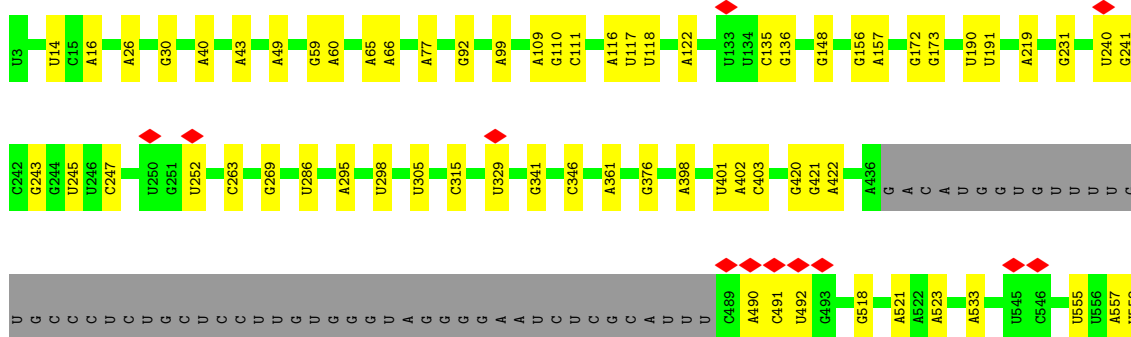 U3 U14 C15 A16 A26 G30 A40 A43 A49 G59 A60 A65 A66 A77 G92 A99 A109 G110 C111 A116 U117 U118 A122 U133 U134 C135 G136 G148 G156 A157 G172 G173 U190 U191 A219 G231 U240 G241
C242 G243 G244 U245 U246 C247 U250 G251 U252 C263 G269 U286 A295 U298 U305 C315 U329 G341 C346 A361 G376 A398 U401 A402 C403 G420 G421 A422 A436 G A C A U G G U G U U U U C
U G C C C U C U G C U C C U U G U G G G U A G G G G A A U C U C G C A U U U C489 A490 C491 U492 G493 G518 A521 A522 A523 A533 U545 C546 U555 U556 A557